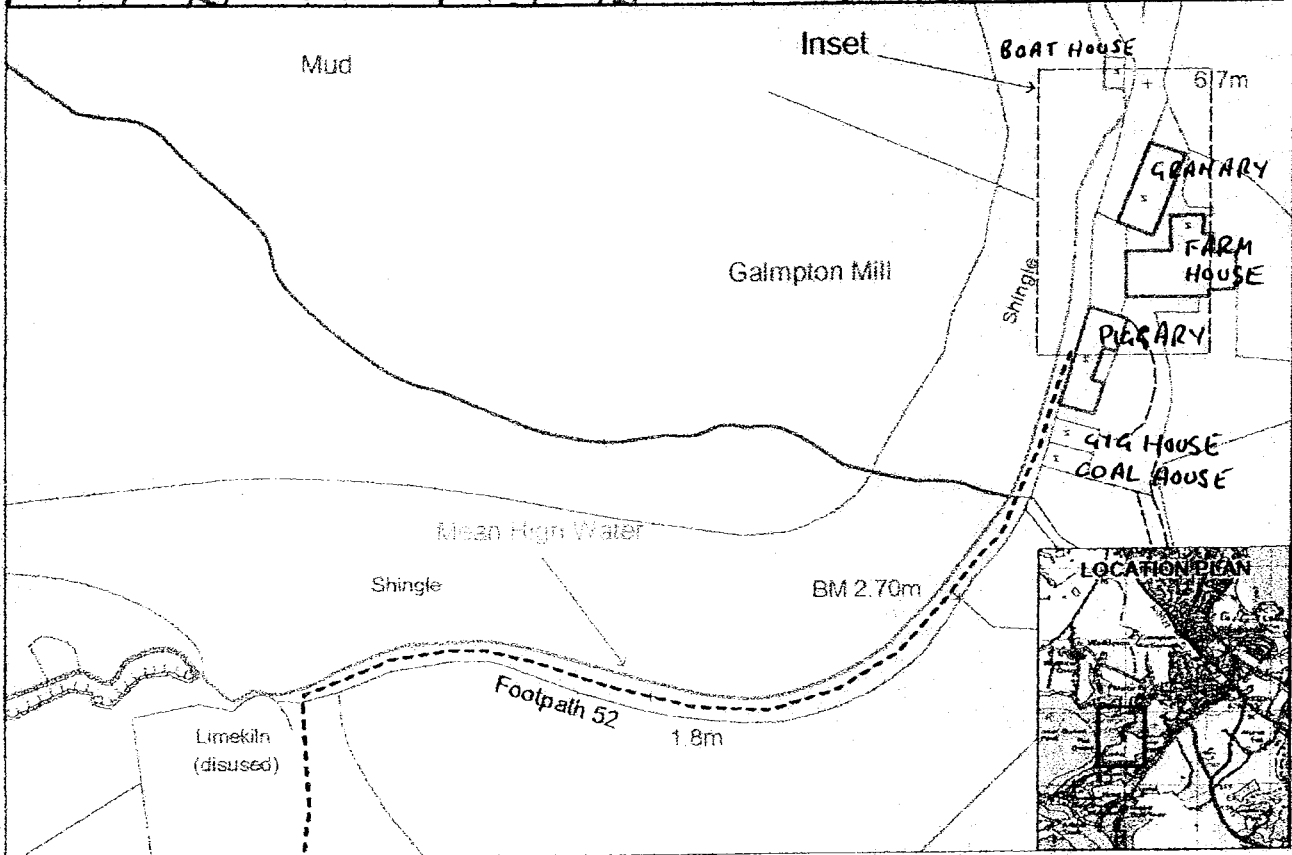 Inset
BOAT HOUSE
Mud
6.7m
GRANARY
Galmpton Mill
FARM
HOUSE
Shingle
PIGGARY
GIG HOUSE
COAL HOUSE
Mean High Water
Shingle
BM 2.70m
LOCATION PLAN
Footpath 52
1.8m
Limekiln
(disused)